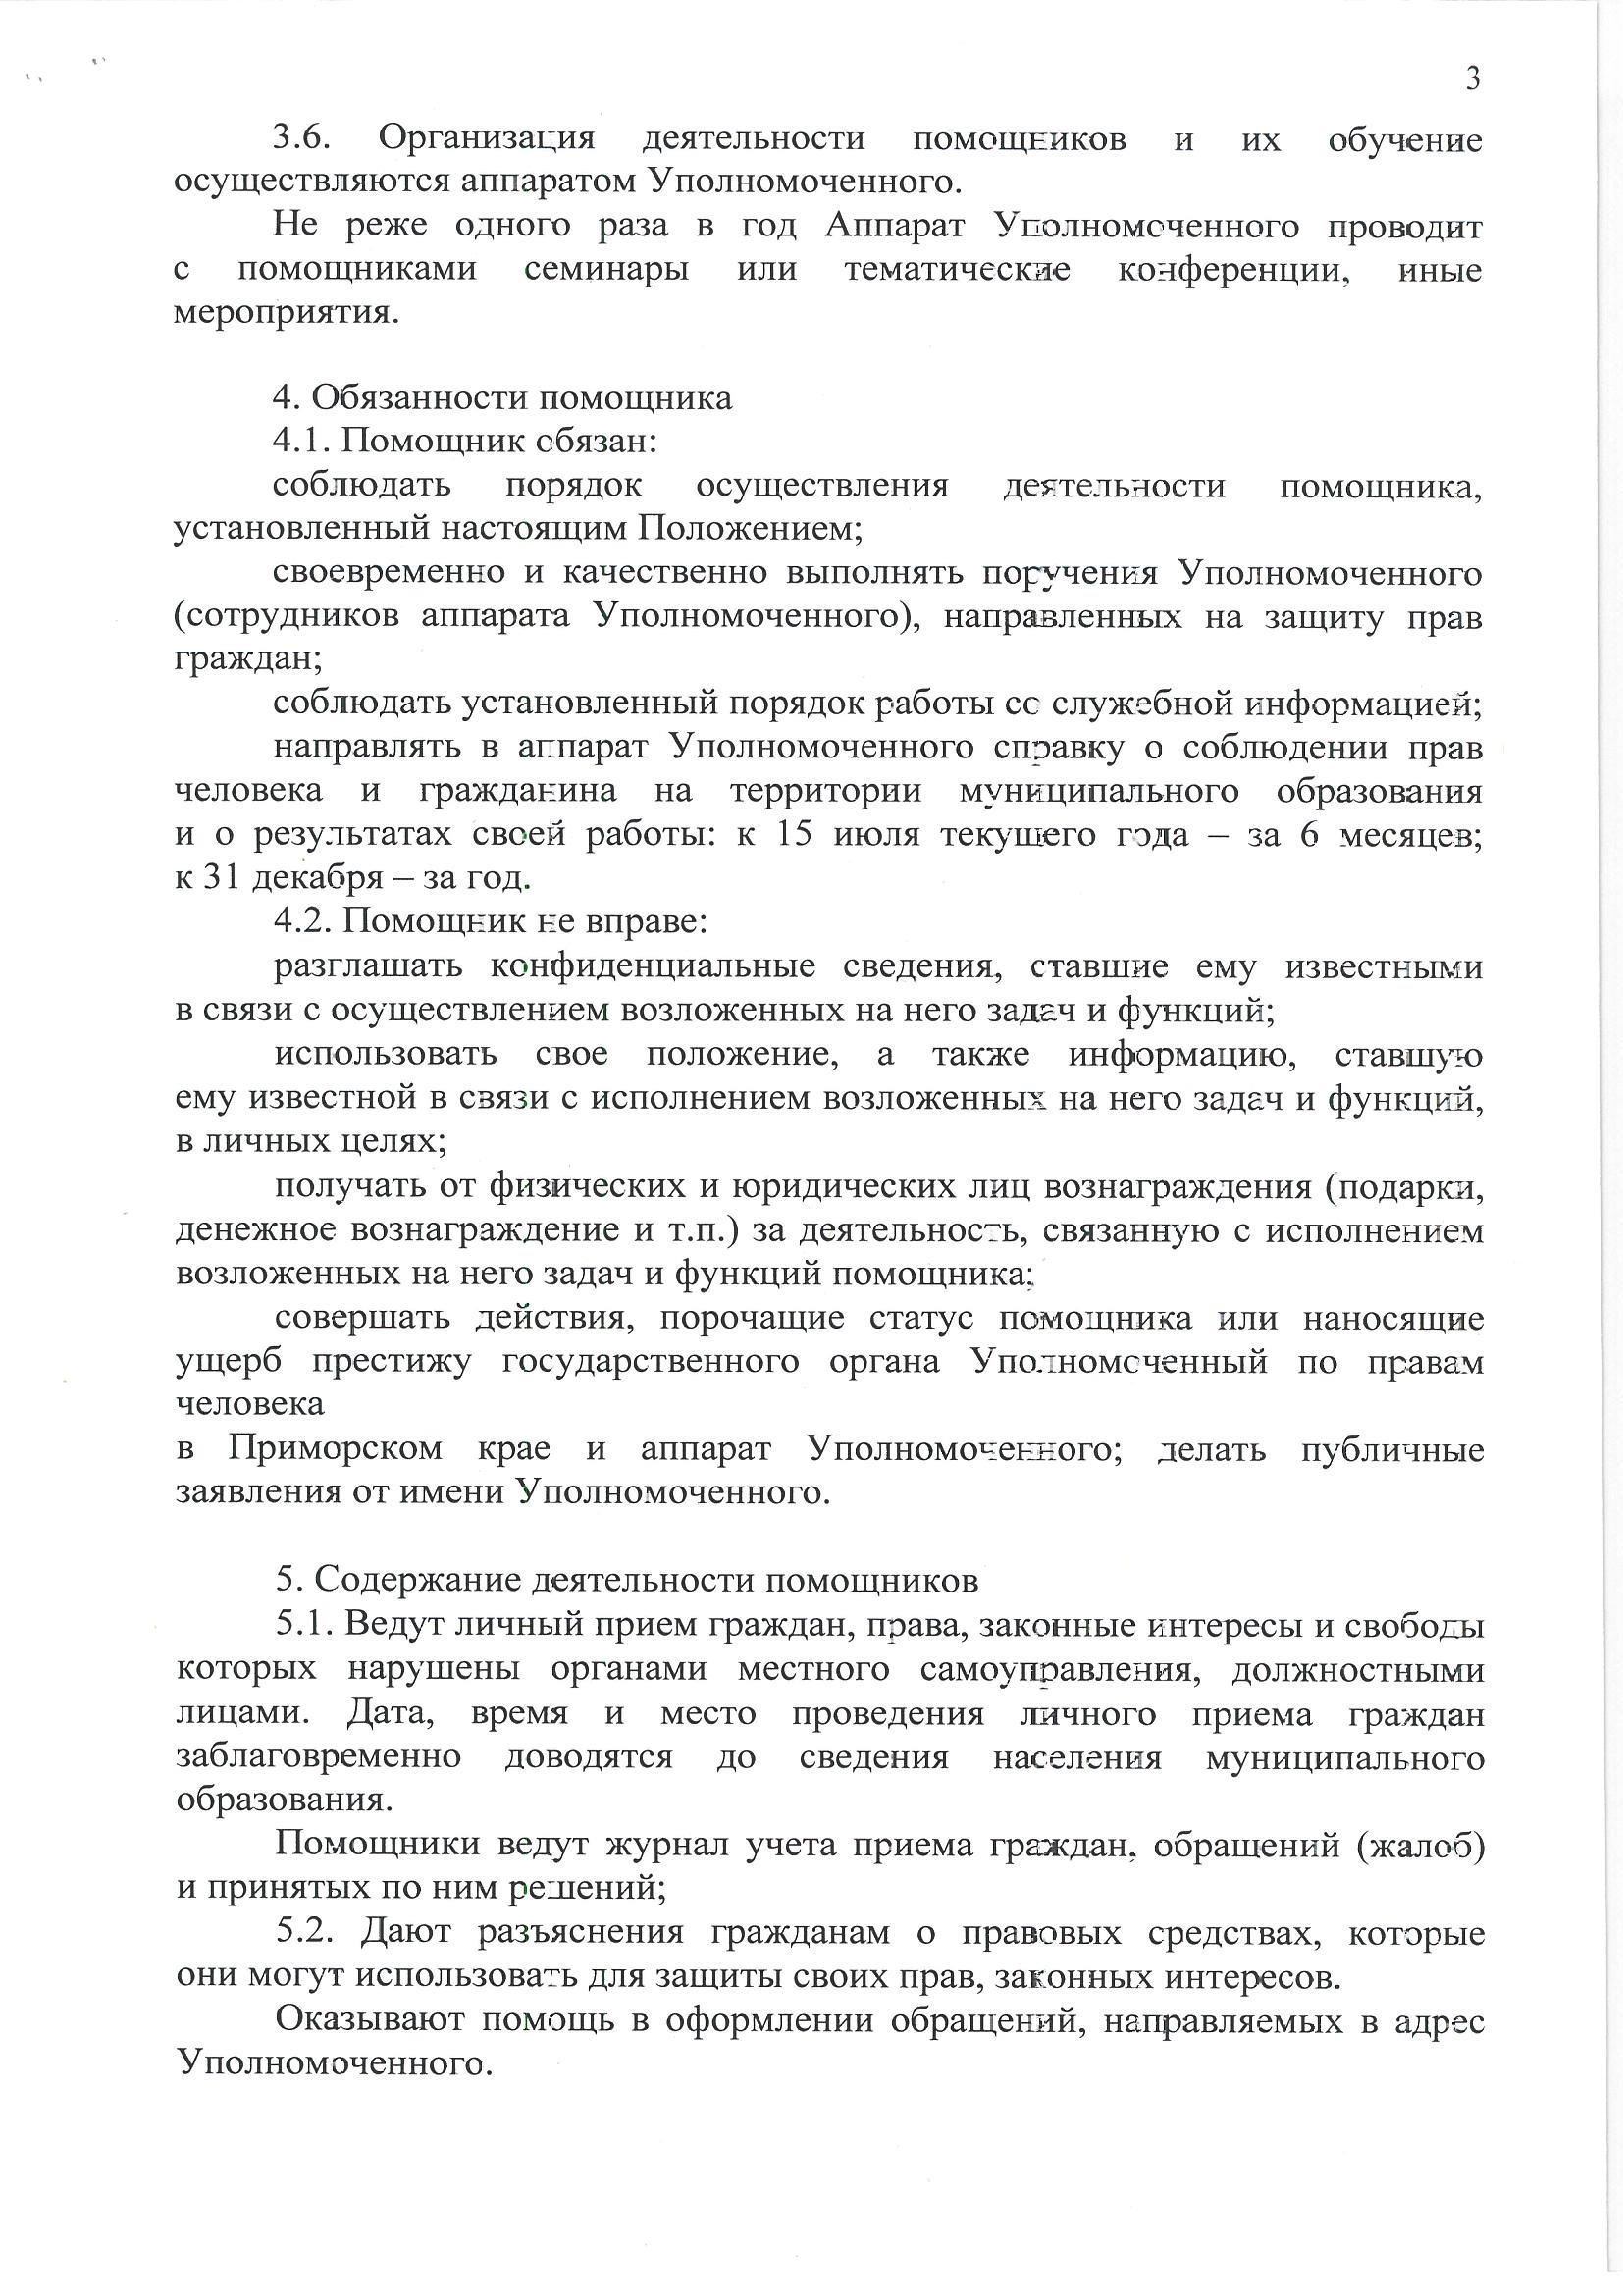 3
3.6. Организация деятельности помощников и их обучение
осуществляются аппаратом Уполномоченного.
Не реже одного раза в год Аппарат Уполномоченного проводит
с помощниками семинары или тематические конференции, иные
мероприятия.
4. Обязанности помощника
4.1. Помощник обязан:
соблюдать порядок осуществления деятельности помощника,
установленный настоящим Положением;
своевременно и качественно выполнять поручения Уполномоченного
(сотрудников аппарата Уполномоченного), направленных на защиту прав
граждан;
соблюдать установленный порядок работы со служебной информацией;
направлять в аппарат Уполномоченного справку о соблюдении прав
человека и гражданина на территории муниципального образования
и о результатах своей работы: к 15 июля текущего года – за 6 месяцев;
к 31 декабря – за год.
4.2. Помощник не вправе:
разглашать конфиденциальные сведения, ставшие ему известными
в связи с осуществлением возложенных на него задач и функций;
использовать свое положение, а также информацию, ставшую
ему известной в связи с исполнением возложенных на него задач и функций,
в личных целях;
получать от физических и юридических лиц вознаграждения (подарки,
денежное вознаграждение и т.п.) за деятельность, связанную с исполнением
возложенных на него задач и функций помощника;
совершать действия, порочащие статус помощника или наносящие
ущерб престижу государственного органа Уполномоченный по правам
человека
в Приморском крае и аппарат Уполномоченного; делать публичные
заявления от имени Уполномоченного.
5. Содержание деятельности помощников
5.1. Ведут личный прием граждан, права, законные интересы и свободы
которых нарушены органами местного самоуправления, должностными
лицами. Дата, время и место проведения личного приема граждан
заблаговременно доводятся до сведения населения муниципального
образования.
Помощники ведут журнал учета приема граждан, обращений (жалоб)
и принятых по ним решений;
5.2. Дают разъяснения гражданам о правовых средствах, которые
они могут использовать для защиты своих прав, законных интересов.
Оказывают помощь в оформлении обращений, направляемых в адрес
Уполномоченного.